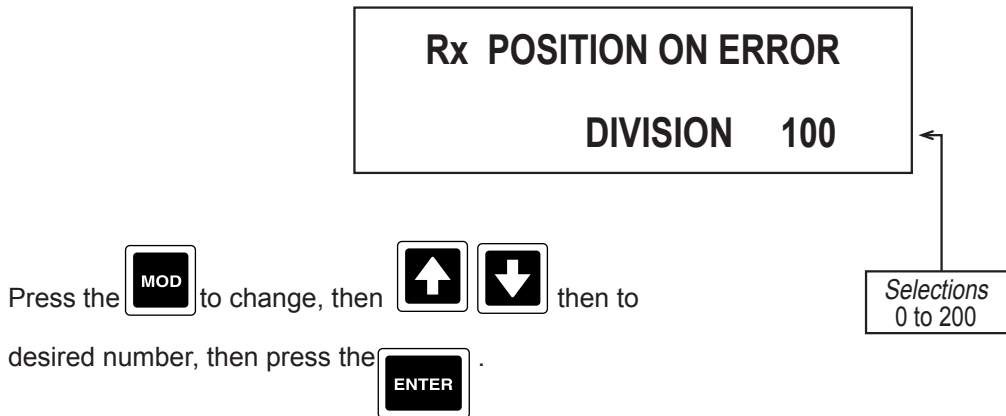 Rx POSITION ON ERROR
DIVISION 100
Press the MOD to change, then then to
Selections
0 to 200
desired number, then press the ENTER .